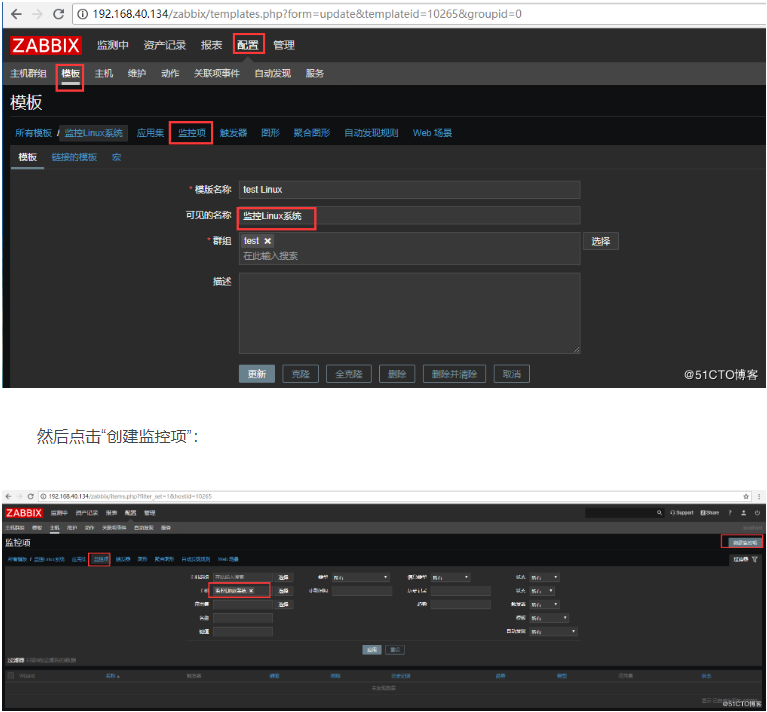 192.168.40.134/zabbix/templates.php?form=update&templateid=10265&groupid=0
ZABBIX 监测中 资产记录 报表 配置 管理
主机群组 模板 主机 维护 动作 关联项事件 自动发现 服务
模板
所有模板 / 监控Linux系统 应用集 监控项 触发器 图形 聚合图形 自动发现规则 Web 场景
模板 链接的模板 宏
* 模版名称 test Linux
可见的名称 监控Linux系统
* 群组 test × 选择
在此输入搜索
描述
更新 克隆 全克隆 删除 删除并清除 取消
@51CTO博客
然后点击“创建监控项”：
192.168.40.134/zabbix/items.php?filter_set=1&hostid=10265
ZABBIX 监测中 资产记录 报表 配置 管理 Support Share ?
主机群组 模板 主机 维护 动作 关联项事件 自动发现 服务
监控项 创建监控项
所有模板 / 监控Linux系统 应用集 监控项 触发器 图形 聚合图形 自动发现规则 Web 场景 过滤器
主机群组 在此输入搜索 选择 类型 所有 所有 状态 所有
主机 监控Linux系统 × 选择 状态 所有
应用集 选择 趋势 触发器 所有
名称 模板 所有
键值 自动发现 所有
应用 重设
Wizard 名称 触发器 键值 间隔 历史记录 趋势 类型 应用集 状态
未发现数据
@51CTO博客